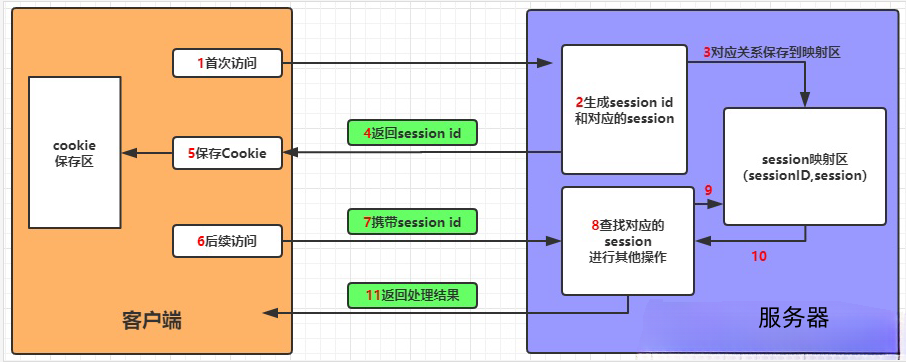 1首次访问
3对应关系保存到映射区
2生成session id
和对应的session
4返回session id
cookie
保存区
5保存Cookie
session映射区
（sessionID,session）
9
7携带session id
6后续访问
8查找对应的
session
进行其他操作
10
11返回处理结果
客户端
服务器